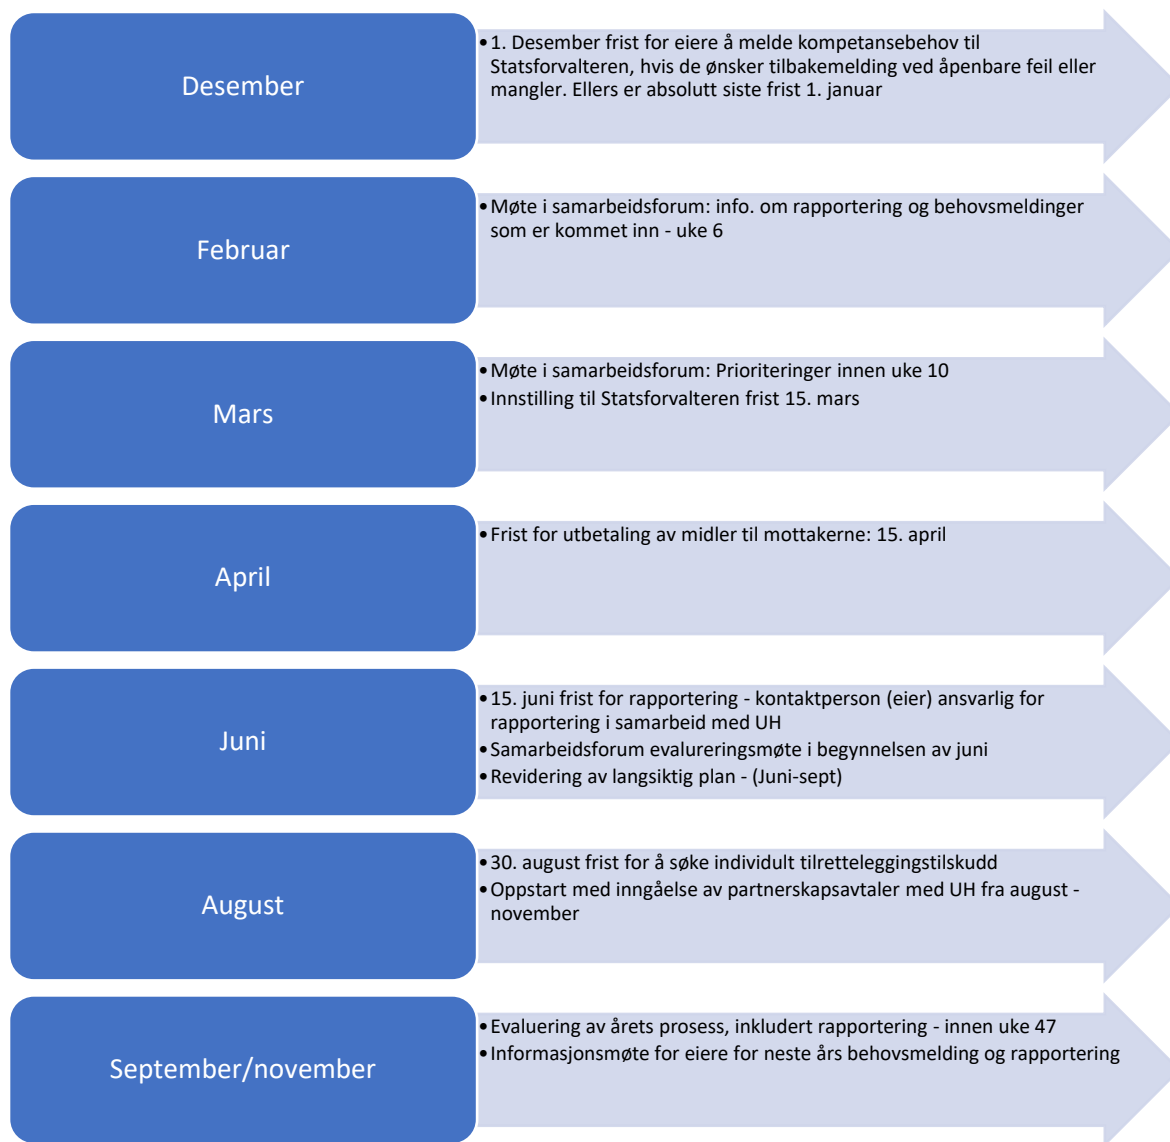 Desember
•1. Desember frist for eiere å melde kompetansebehov til
Statsforvalteren, hvis de ønsker tilbakemelding ved åpenbare feil eller
mangler. Ellers er absolutt siste frist 1. januar
Februar
•Møte i samarbeidsforum: info. om rapportering og behovsmeldinger
som er kommet inn - uke 6
Mars
•Møte i samarbeidsforum: Prioriteringer innen uke 10
•Innstilling til Statsforvalteren frist 15. mars
April
•Frist for utbetaling av midler til mottakerne: 15. april
Juni
•15. juni frist for rapportering - kontaktperson (eier) ansvarlig for
rapportering i samarbeid med UH
•Samarbeidsforum evalureringsmøte i begynnelsen av juni
•Revidering av langsiktig plan - (Juni-sept)
August
•30. august frist for å søke individult tilretteleggingstilskudd
•Oppstart med inngåelse av partnerskapsavtaler med UH fra august -
november
September/november
•Evaluering av årets prosess, inkludert rapportering - innen uke 47
•Informasjonsmøte for eiere for neste års behovsmelding og rapportering